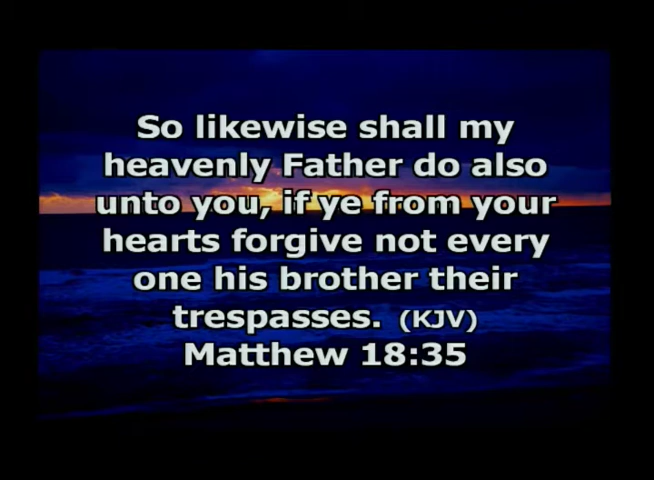 So likewise shall my
heavenly Father do also
unto you, if ye from your
hearts forgive not every
one his brother their
trespasses. (KJV)
Matthew 18:35